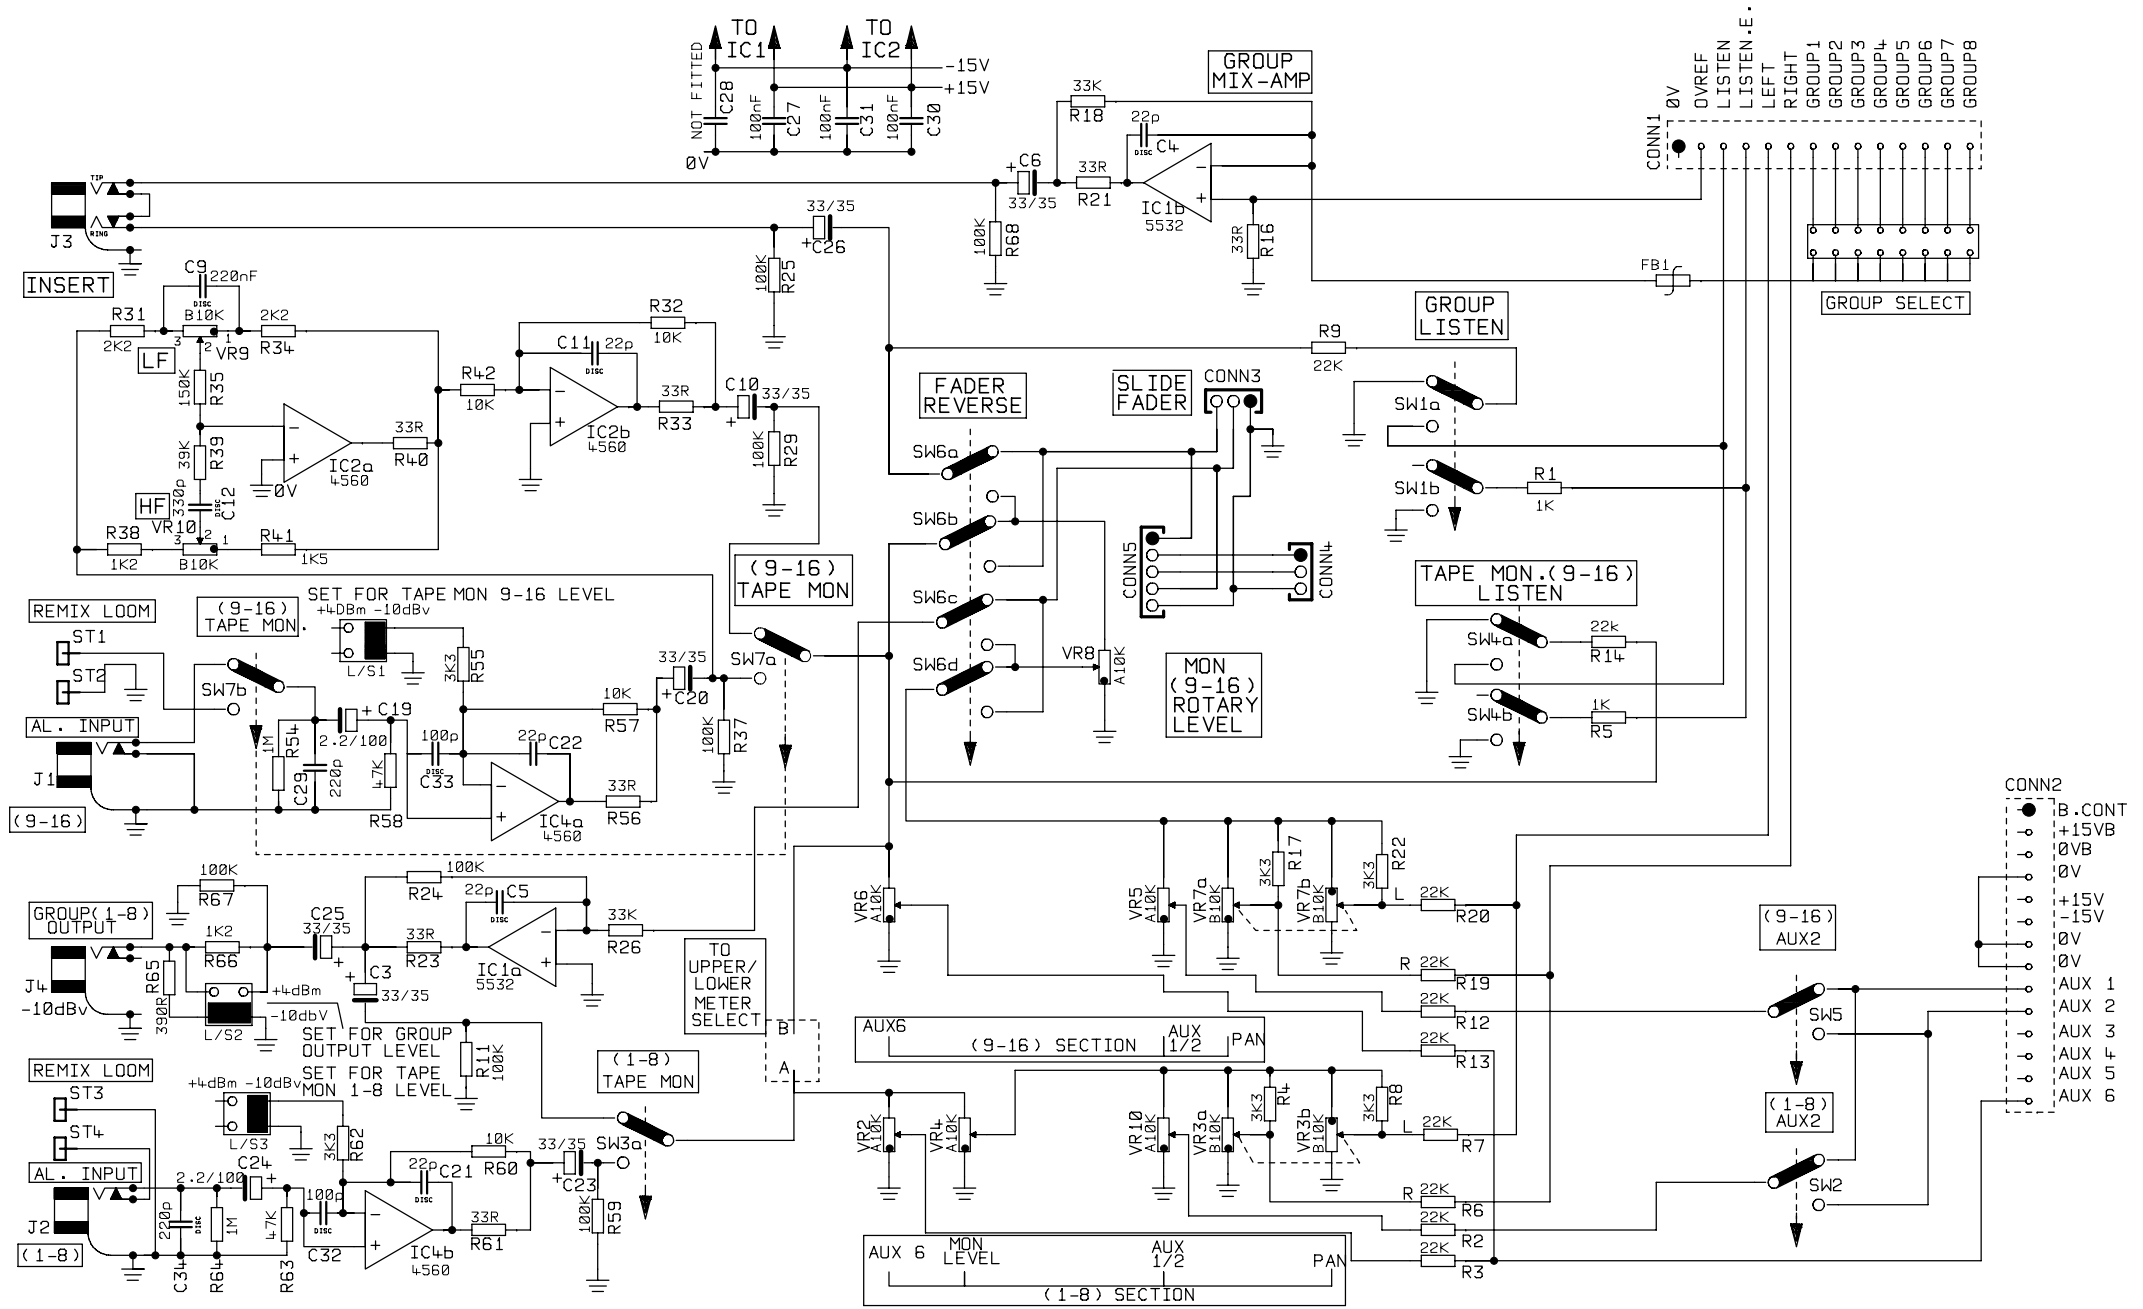 TO
IC1
TO
IC2
-15V
+15V
NOT FITTED
C28
100nF
C27
100nF
C31
100nF
C30
0V
GROUP
MIX-AMP
33K
R18
22p
C4
DISC
+
C6
33/35
33R
R21
IC1b
5532
-
+
100K
R68
33R
R16
CONN1
0V
0VREF
LISTEN
LISTEN.E.
LEFT
RIGHT
GROUP1
GROUP2
GROUP3
GROUP4
GROUP5
GROUP6
GROUP7
GROUP8
FB1
GROUP SELECT
TIP
RING
J3
INSERT
33/35
+C26
100K
R25
C9
220nF
DISC
R31
2K2
B10K
3
2
1
VR9
2K2
R34
LF
150K
R35
39K
R39
330p
DISC
C12
HF
VR10
R38
1K2
3
2
1
B10K
R41
1K5
-
+
IC2a
4560
0V
33R
R40
R42
10K
R32
10K
C11
22p
DISC
-
+
IC2b
4560
33R
R33
C10
33/35
+
100K
R29
FADER
REVERSE
SLIDE
FADER
CONN3
GROUP
LISTEN
R9
22K
SW1a
SW1b
R1
1K
SW6a
SW6b
SW6c
SW6d
CONN5
CONN4
VR8
A10K
MON
(9-16)
ROTARY
LEVEL
TAPE MON.(9-16)
LISTEN
SW4a
22k
R14
SW4b
1K
R5
(9-16)
TAPE MON
SW7a
SET FOR TAPE MON 9-16 LEVEL
+4DBm -10dBv
L/S1
REMIX LOOM
ST1
ST2
(9-16)
TAPE MON.
SW7b
AL. INPUT
J1
(9-16)
1M
R54
C29
220p
+ C19
2.2/100
47K
R58
100p
DISC
C33
3K3
R55
22p
C22
-
+
IC4a
4560
10K
R57
33R
R56
33/35
+
C20
100K
R37
100K
R67
GROUP(1-8)
OUTPUT
J4
-10dBv
1K2
R66
R65
390R
L/S2
+4dBm
-10dbV
C25
33/35
+
+
C3
33/35
100K
R24
22p
C5
DISC
33R
R23
-
+
IC1a
5532
33K
R26
SET FOR GROUP
OUTPUT LEVEL
SET FOR TAPE
MON 1-8 LEVEL
R11
100K
TO
UPPER/
LOWER
METER
SELECT
B
A
(1-8)
TAPE MON
SW3a
REMIX LOOM
ST3
ST4
+4dBm -10dBv
L/S3
3K3
R62
AL. INPUT
J2
(1-8)
C24
2.2/100
+
220p
DISC
C34
1M
R64
47K
R63
100p
DISC
C32
22p
C21
DISC
-
+
IC4b
4560
10K
R60
33R
R61
33/35
+
C23
100K
R59
VR6
A10K
VR5
A10K
VR7a
B10K
3K3
R17
VR7b
B10K
3K3
R22
L
22K
R20
R
22K
R19
22K
R12
22K
R13
AUX6
(9-16) SECTION
AUX
1/2
PAN
VR2
A10K
VR4
A10K
VR10
A10K
VR3a
B10K
3K3
R4
VR3b
B10K
3K3
R8
L
22K
R7
R
22K
R6
22K
R2
22K
R3
AUX 6
MON
LEVEL
AUX
1/2
PAN
(1-8) SECTION
(9-16)
AUX2
SW5
(1-8)
AUX2
SW2
CONN2
B.CONT
+15VB
0VB
0V
+15V
-15V
0V
0V
AUX 1
AUX 2
AUX 3
AUX 4
AUX 5
AUX 6